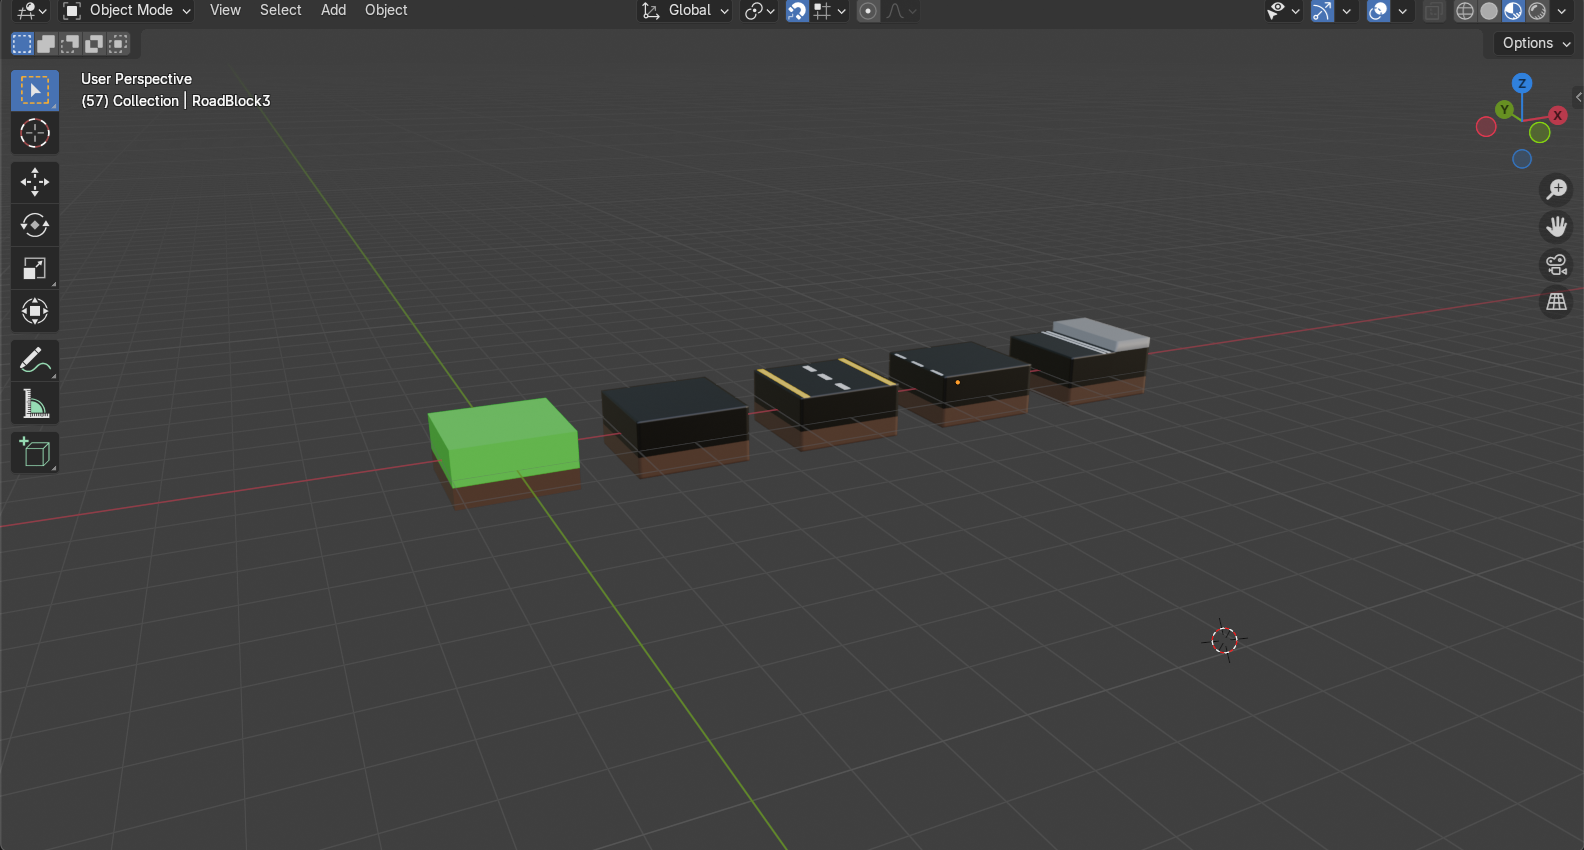 Object Mode View Select Add Object Global
Options
User Perspective
(57) Collection | RoadBlock3
Z
Y
X